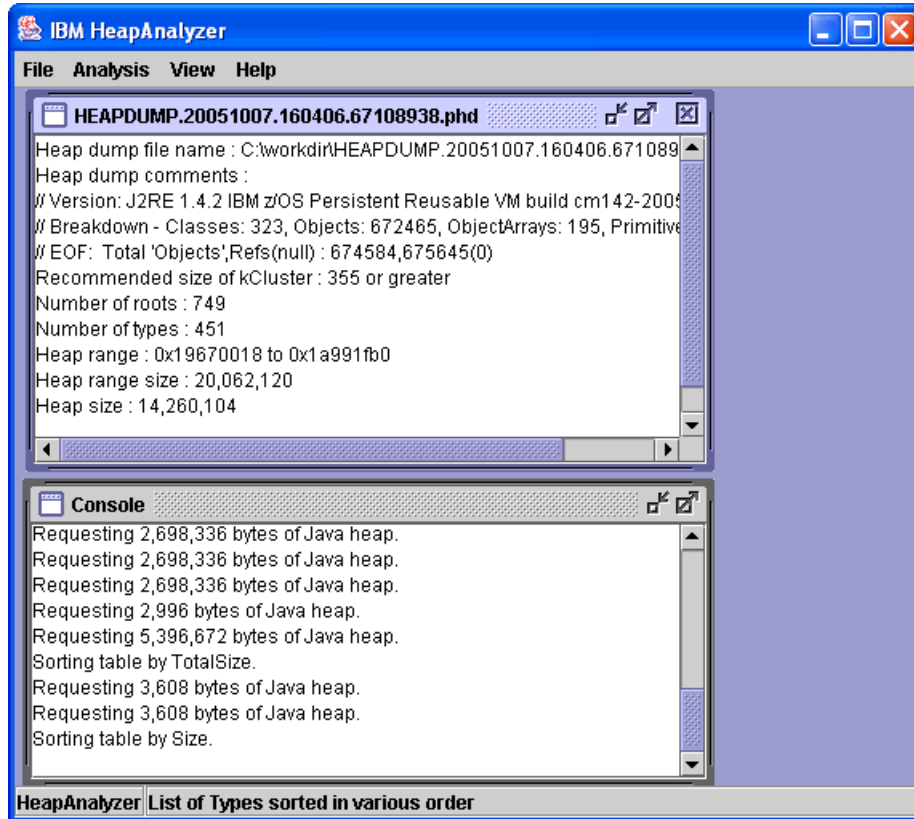 IBM HeapAnalyzer
File Analysis View Help
HEAPDUMP.20051007.160406.67108938.phd
Heap dump file name : C:\workdir\HEAPDUMP.20051007.160406.671089
Heap dump comments :
// Version: J2RE 1.4.2 IBM z/OS Persistent Reusable VM build cm142-2005
// Breakdown - Classes: 323, Objects: 672465, ObjectArrays: 195, Primitive
// EOF: Total 'Objects',Refs(null) : 674584,675645(0)
Recommended size of kCluster : 355 or greater
Number of roots : 749
Number of types : 451
Heap range : 0x19670018 to 0x1a991fb0
Heap range size : 20,062,120
Heap size : 14,260,104
Console
Requesting 2,698,336 bytes of Java heap.
Requesting 2,698,336 bytes of Java heap.
Requesting 2,698,336 bytes of Java heap.
Requesting 2,996 bytes of Java heap.
Requesting 5,396,672 bytes of Java heap.
Sorting table by TotalSize.
Requesting 3,608 bytes of Java heap.
Requesting 3,608 bytes of Java heap.
Sorting table by Size.
HeapAnalyzer List of Types sorted in various order